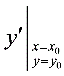 y′|
x=x₀
y=y₀